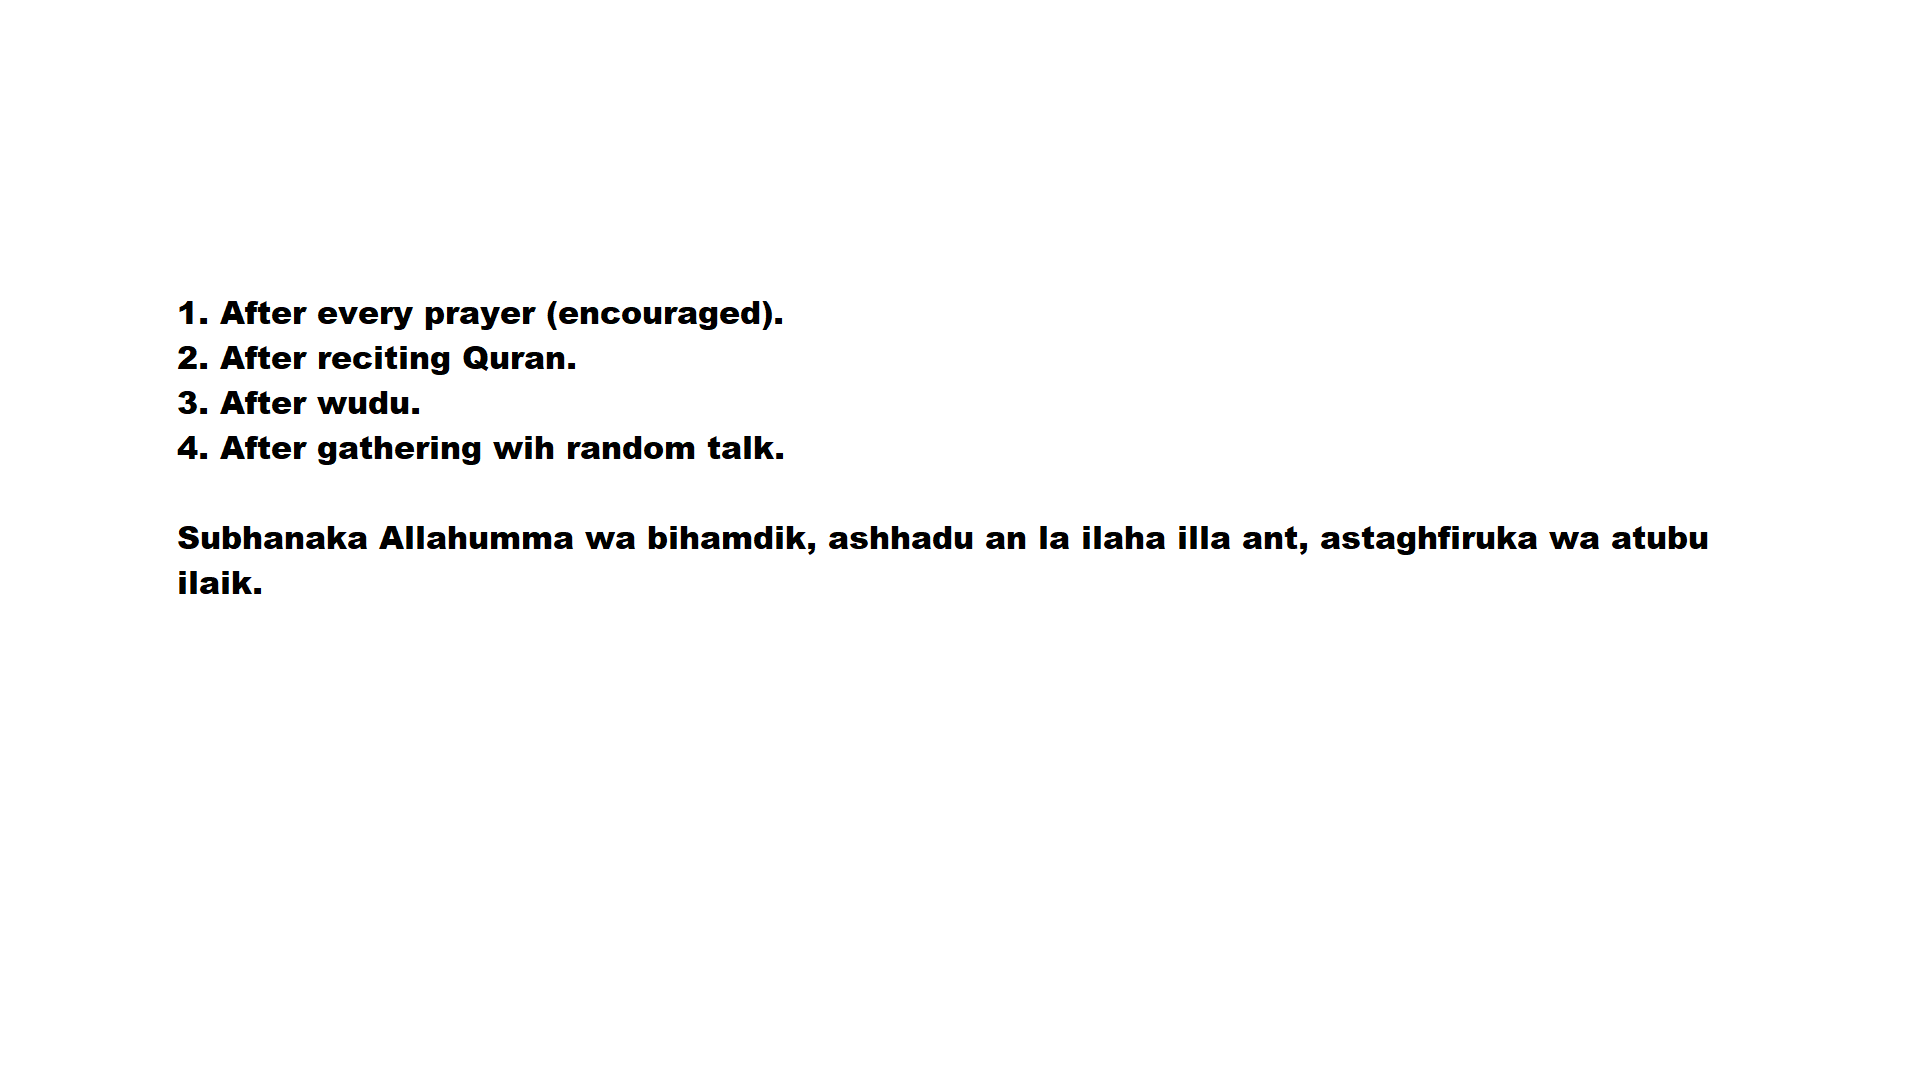 1. After every prayer (encouraged).
2. After reciting Quran.
3. After wudu.
4. After gathering wih random talk.
Subhanaka Allahumma wa bihamdik, ashhadu an la ilaha illa ant, astaghfiruka wa atubu
ilaik.